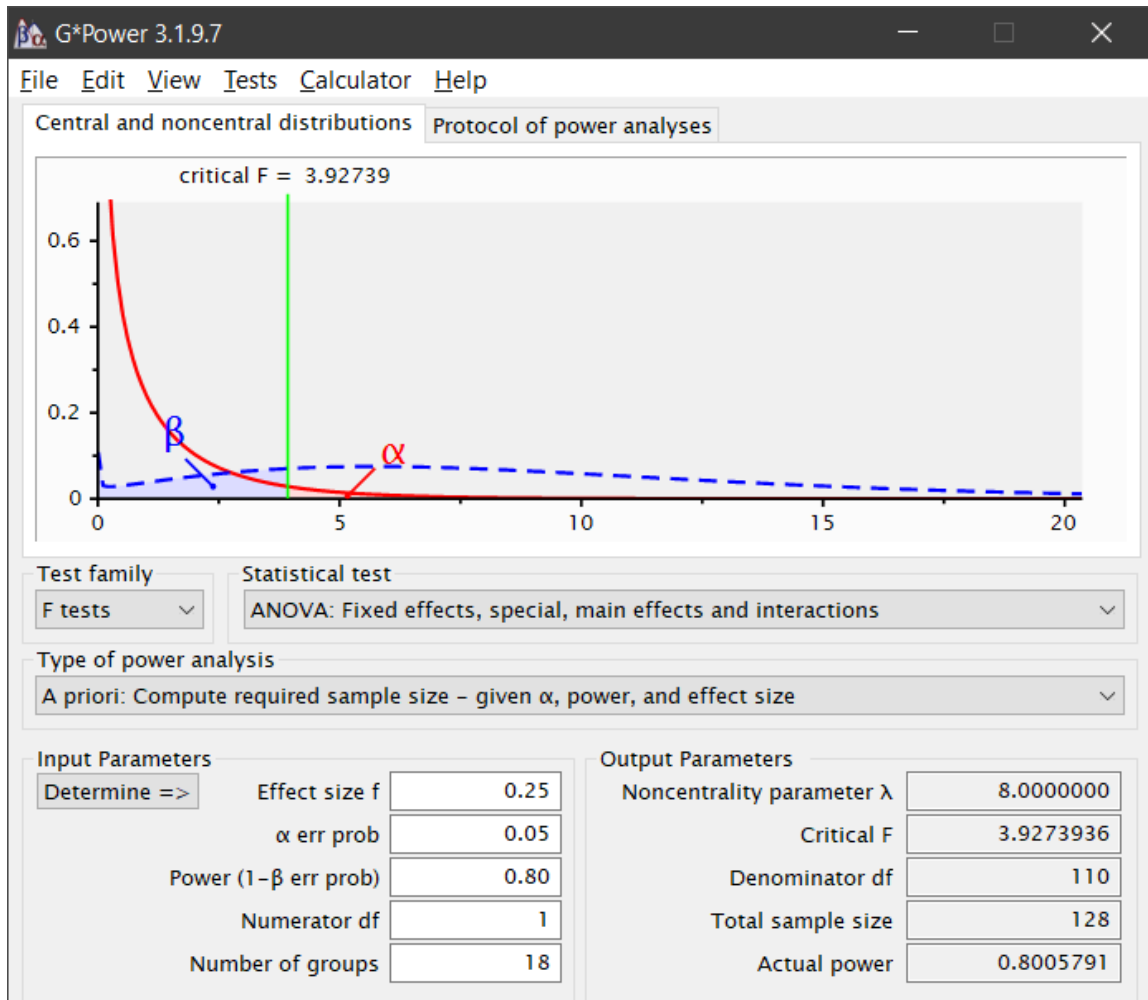 G*Power 3.1.9.7
File Edit View Tests Calculator Help
Central and noncentral distributions Protocol of power analyses
critical F = 3.92739
0.6
0.4
0.2
β
α
0
0 5 10 15 20
Test family Statistical test
F tests ANOVA: Fixed effects, special, main effects and interactions
Type of power analysis
A priori: Compute required sample size – given α, power, and effect size
Input Parameters Output Parameters
Determine => Effect size f 0.25 Noncentrality parameter λ 8.0000000
α err prob 0.05 Critical F 3.9273936
Power (1-β err prob) 0.80 Denominator df 110
Numerator df 1 Total sample size 128
Number of groups 18 Actual power 0.8005791